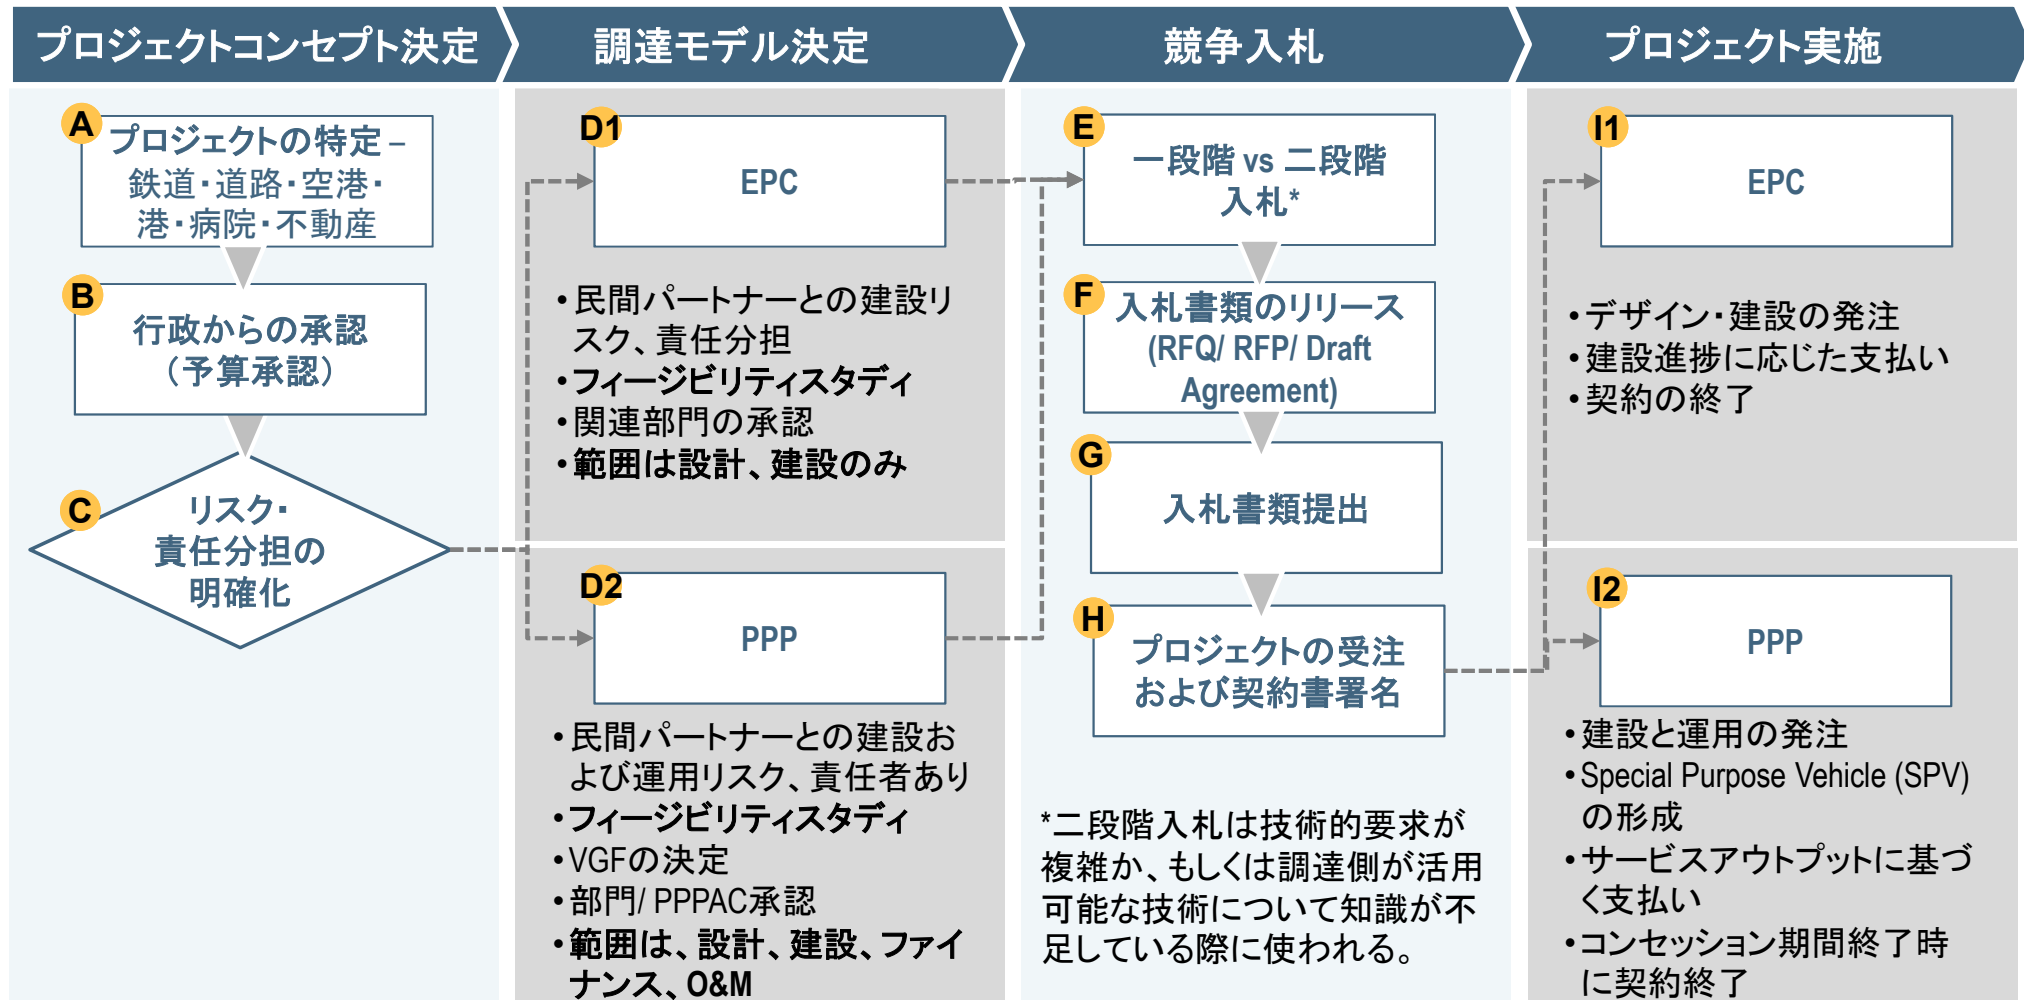 プロジェクトコンセプト決定
調達モデル決定
競争入札
プロジェクト実施
A
プロジェクトの特定 –
鉄道・道路・空港・
港・病院・不動産
B
行政からの承認
（予算承認）
C
リスク・
責任分担の
明確化
D1
EPC
•民間パートナーとの建設リ
スク、責任分担
•フィージビリティスタディ
•関連部門の承認
•範囲は設計、建設のみ
D2
PPP
•民間パートナーとの建設お
よび運用リスク、責任者あり
•フィージビリティスタディ
•VGFの決定
•部門/ PPPAC承認
•範囲は、設計、建設、ファイ
ナンス、O&M
E
一段階 vs 二段階
入札*
F
入札書類のリリース
(RFQ/ RFP/ Draft
Agreement)
G
入札書類提出
H
プロジェクトの受注
および契約書署名
*二段階入札は技術的要求が
複雑か、もしくは調達側が活用
可能な技術について知識が不
足している際に使われる。
I1
EPC
•デザイン・建設の発注
•建設進捗に応じた支払い
•契約の終了
I2
PPP
•建設と運用の発注
•Special Purpose Vehicle (SPV)
の形成
•サービスアウトプットに基づ
く支払い
•コンセッション期間終了時
に契約終了